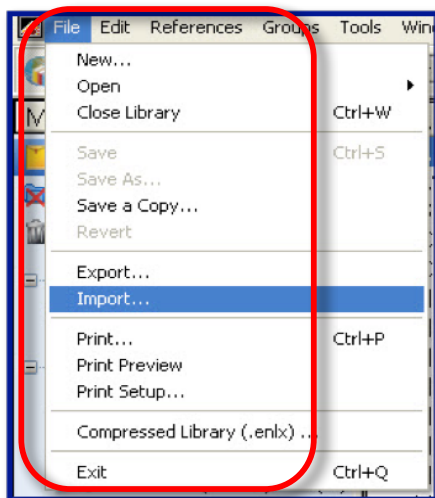 File Edit References Groups Tools
New...
Open
Close Library Ctrl+W
Save Ctrl+S
Save As...
Save a Copy...
Revert
Export...
Import...
Print... Ctrl+P
Print Preview
Print Setup...
Compressed Library (.enlx) ...
Exit Ctrl+Q